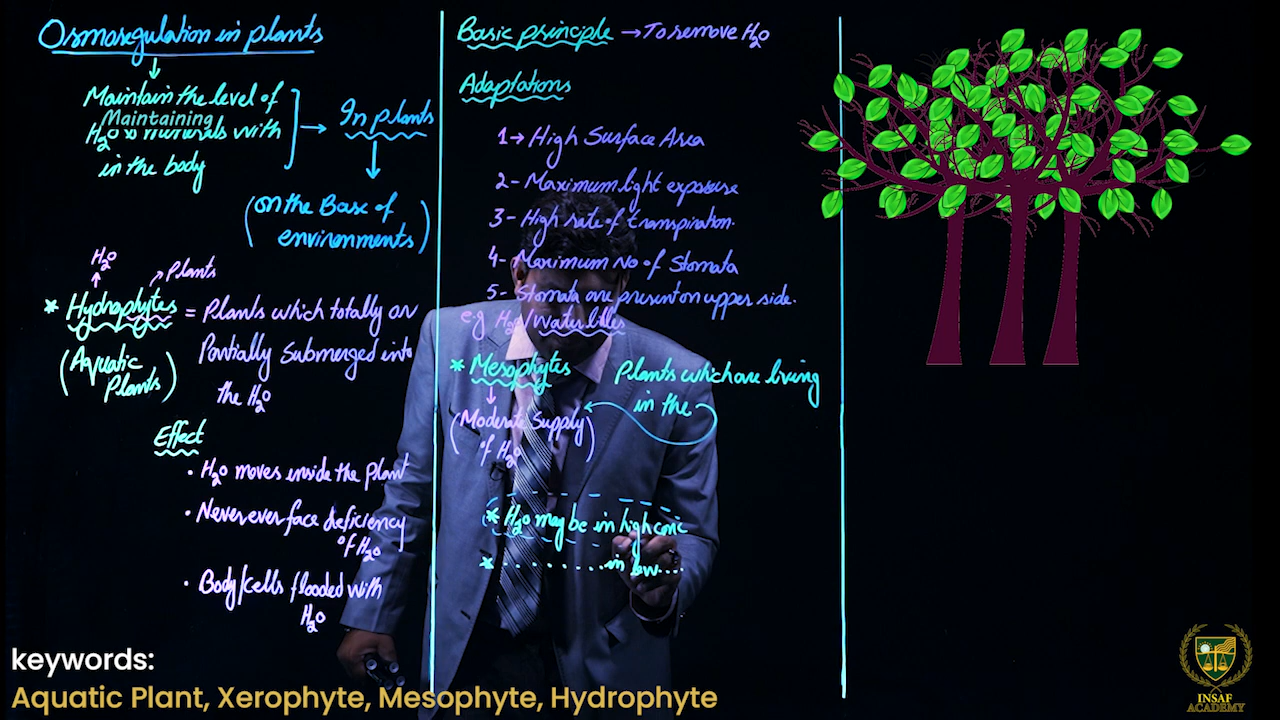 Osmoregulation in plants
Maintain the level of
Maintaining
H2O & minerals with
in the body
In plants
(on the Base of
environments)
H2O
Plants
* Hydrophytes = Plants which totally or
Partially Submerged into
the H2O
(Aquatic
Plants)
Effect
· H2O moves inside the plant
· Never ever face deficiency
of H2O
· Body/cells flooded with
H2O
Basic principle → To remove H2O
Adaptations
1→ High Surface Area
2- Maximum light exposure
3- High rate of transpiration.
4- Maximum No of Stomata
5- Stomata are present on upper side.
e.g H2O/Water lilies
* Mesophytes
Plants which are living
in the
(Moderate Supply
of H2O)
* H2O may be in high conc
* .......... in low....
keywords:
Aquatic Plant, Xerophyte, Mesophyte, Hydrophyte
INSAF
ACADEMY